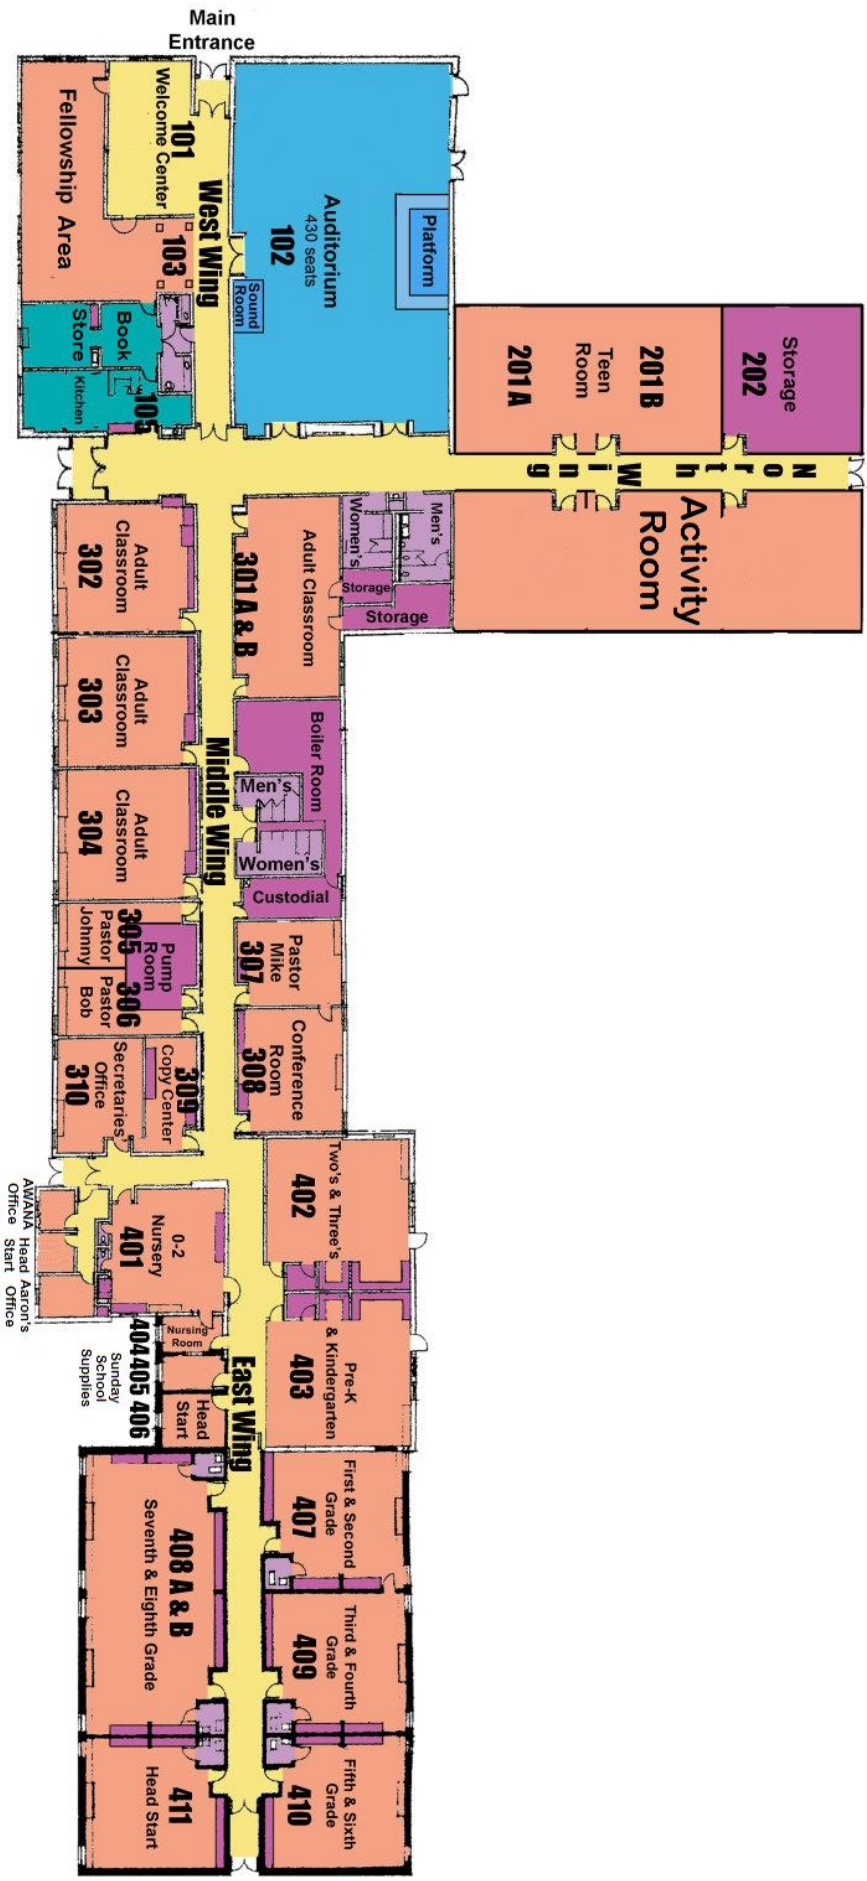 Main
Entrance
101
Welcome Center
Fellowship Area
103
West Wing
Auditorium
430 seats
102
Platform
Sound
Room
Book
Store
Kitchen
105
201B
Teen
Room
201A
Storage
202
North Wing
Activity
Room
Men's
Women's
Storage
Storage
Adult Classroom
301 A & B
Adult
Classroom
302
Adult
Classroom
303
Adult
Classroom
304
Middle Wing
Boiler Room
Men's
Women's
Custodial
305
Pastor
Johnny
Pump
Room
306
Pastor
Bob
Pastor
Mike
307
Conference
Room
308
309
Copy Center
Secretaries'
Office
310
Two's & Three's
402
0-2
Nursery
401
AWANA
Office
Head
Start
Aaron's
Office
Nursing
Room
404 405 406
Sunday
School
Supplies
Head
Start
East Wing
Pre-K
& Kindergarten
403
First & Second
Grade
407
408 A & B
Seventh & Eighth Grade
Third & Fourth
Grade
409
Fifth & Sixth
Grade
410
411
Head Start